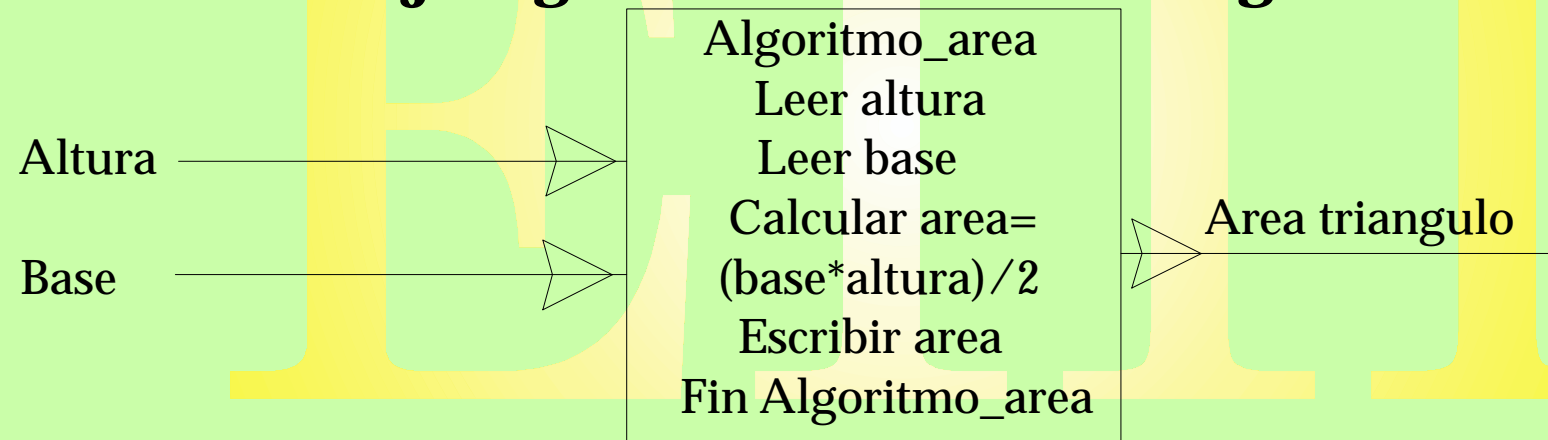 Algoritmo_area
Leer altura
Altura
Leer base
Calcular area=
Area triangulo
Base
(base*altura)/2
Escribir area
Fin Algoritmo_area